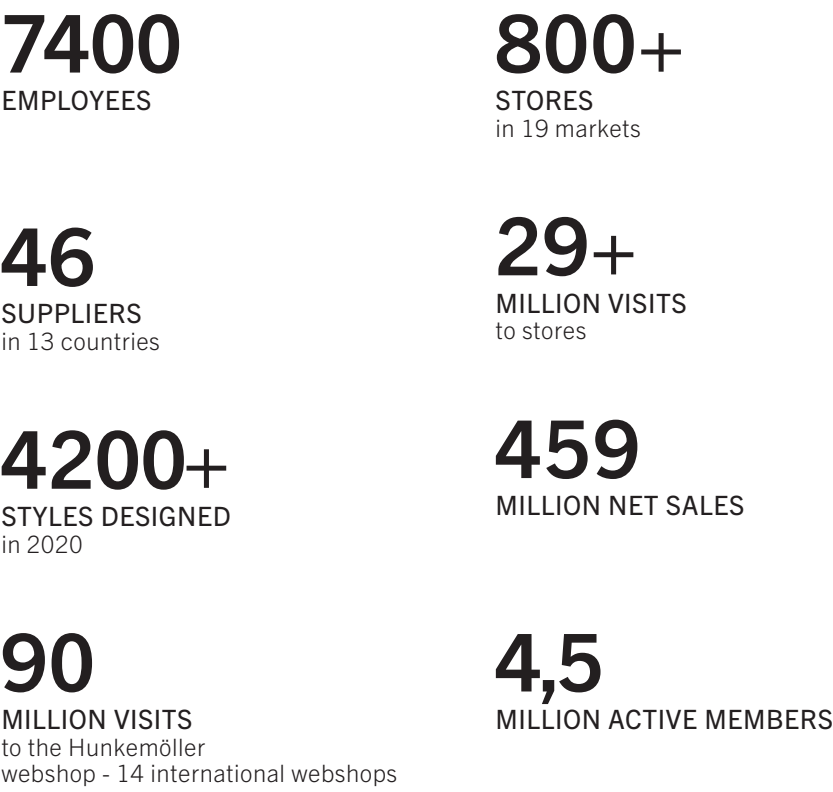 7400
EMPLOYEES
800+
STORES
in 19 markets
46
SUPPLIERS
in 13 countries
29+
MILLION VISITS
to stores
4200+
STYLES DESIGNED
in 2020
459
MILLION NET SALES
90
MILLION VISITS
to the Hunkemöller
webshop - 14 international webshops
4,5
MILLION ACTIVE MEMBERS